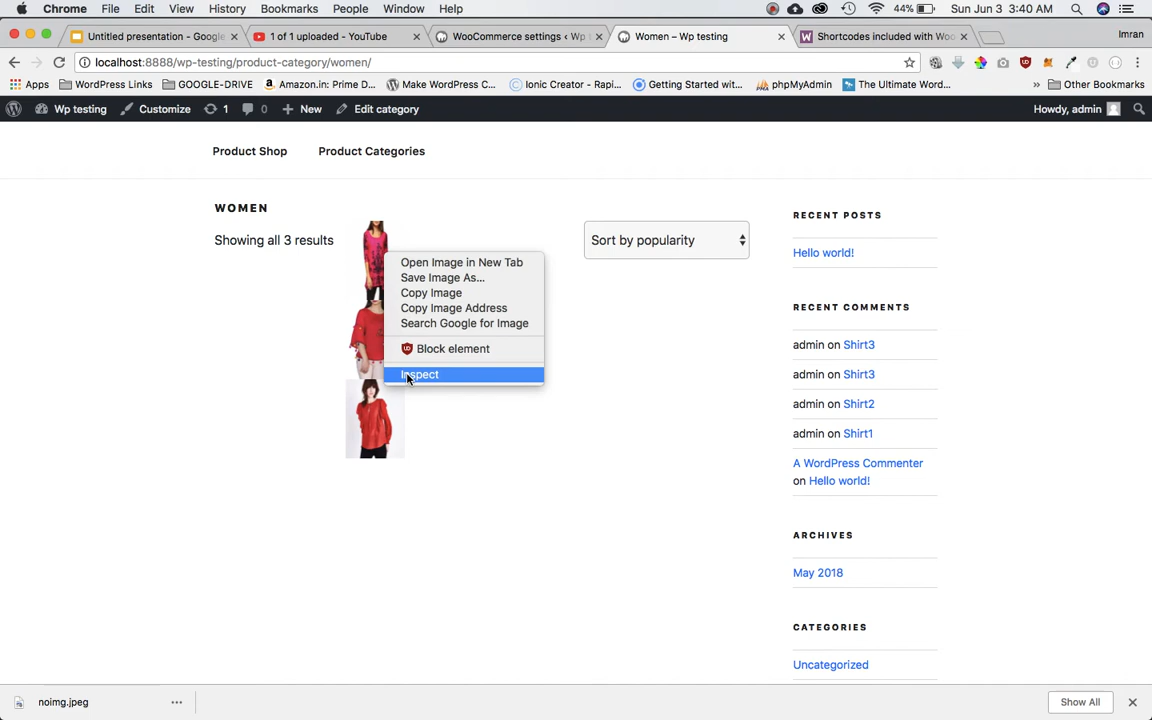 Chrome File Edit View History Bookmarks People Window Help 44% Sun Jun 3 3:40 AM
Untitled presentation - Google
1 of 1 uploaded - YouTube
WooCommerce settings ‹ Wp t
Women – Wp testing
Shortcodes included with Woo
Imran
localhost:8888/wp-testing/product-category/women/
Apps WordPress Links GOOGLE-DRIVE Amazon.in: Prime D... Make WordPress C... Ionic Creator - Rapi... Getting Started wit... phpMyAdmin The Ultimate Word... » Other Bookmarks
Wp testing Customize 1 0 New Edit category Howdy, admin
Product Shop Product Categories
WOMEN
Showing all 3 results
Sort by popularity
Open Image in New Tab
Save Image As...
Copy Image
Copy Image Address
Search Google for Image
Block element
Inspect
RECENT POSTS
Hello world!
RECENT COMMENTS
admin on Shirt3
admin on Shirt3
admin on Shirt2
admin on Shirt1
A WordPress Commenter
on Hello world!
ARCHIVES
May 2018
CATEGORIES
Uncategorized
noimg.jpeg
Show All